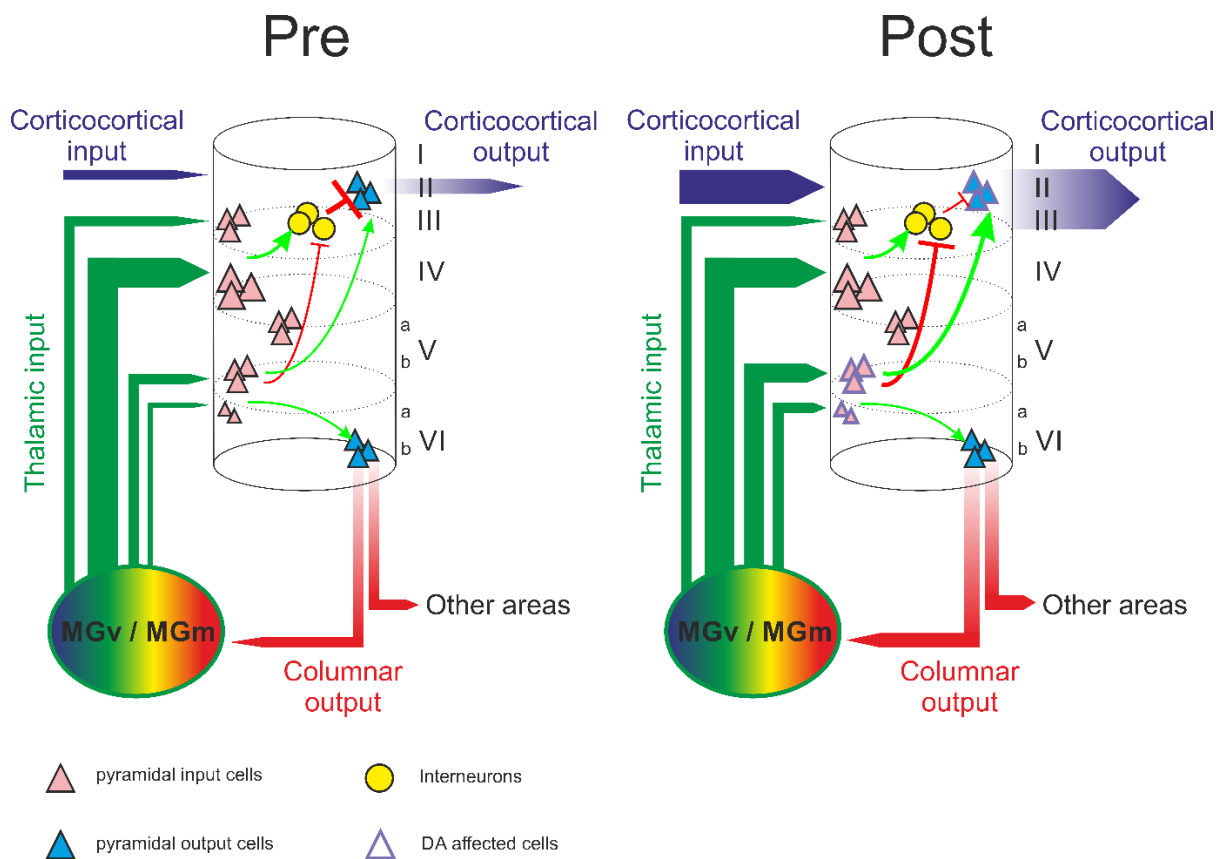 Pre
Corticocortical
input
Corticocortical
output
I
II
III
IV
a
V
b
a
VI
b
Thalamic input
MGv / MGm
Other areas
Columnar
output
Post
Corticocortical
input
Corticocortical
output
I
II
III
IV
a
V
b
a
VI
b
Thalamic input
MGv / MGm
Other areas
Columnar
output
pyramidal input cells
Interneurons
pyramidal output cells
DA affected cells